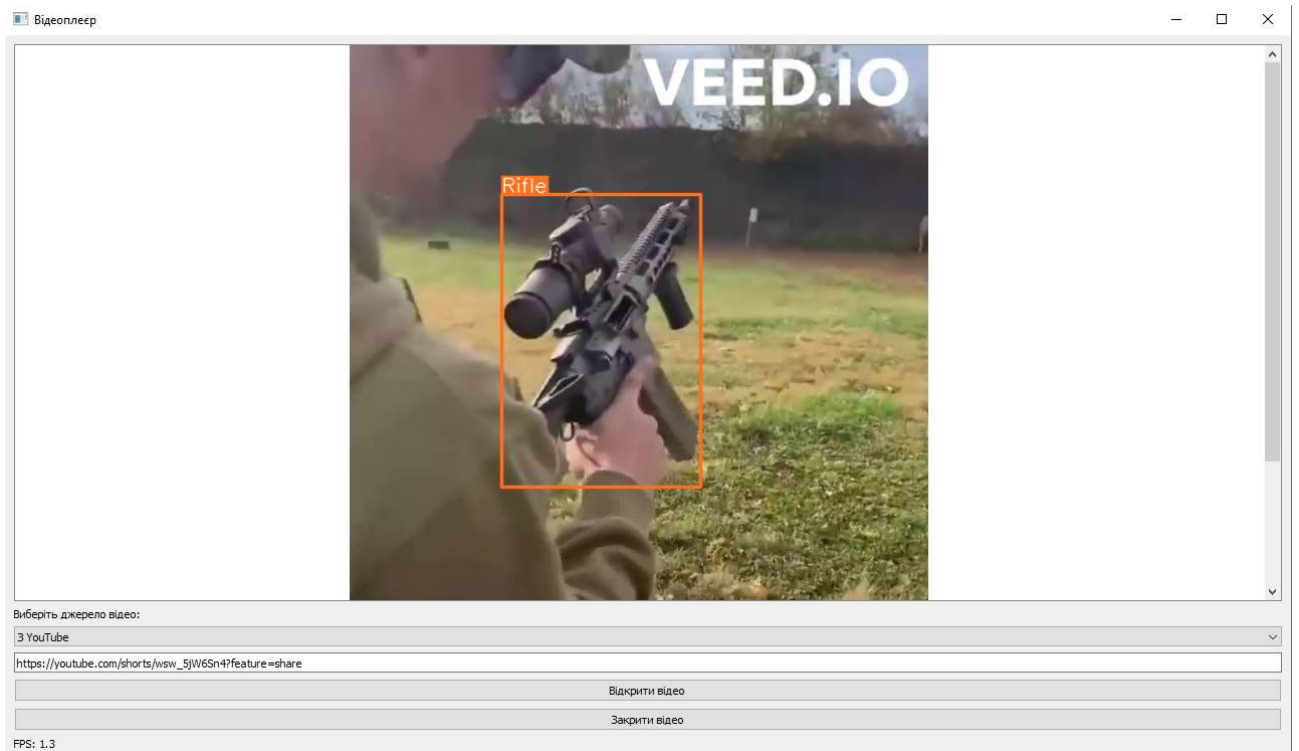 Відеоплеєр
VEED.IO
Rifle
Виберіть джерело відео:
З YouTube
https://youtube.com/shorts/wsw_5jW6Sn4?feature=share
Відкрити відео
Закрити відео
FPS: 1.3